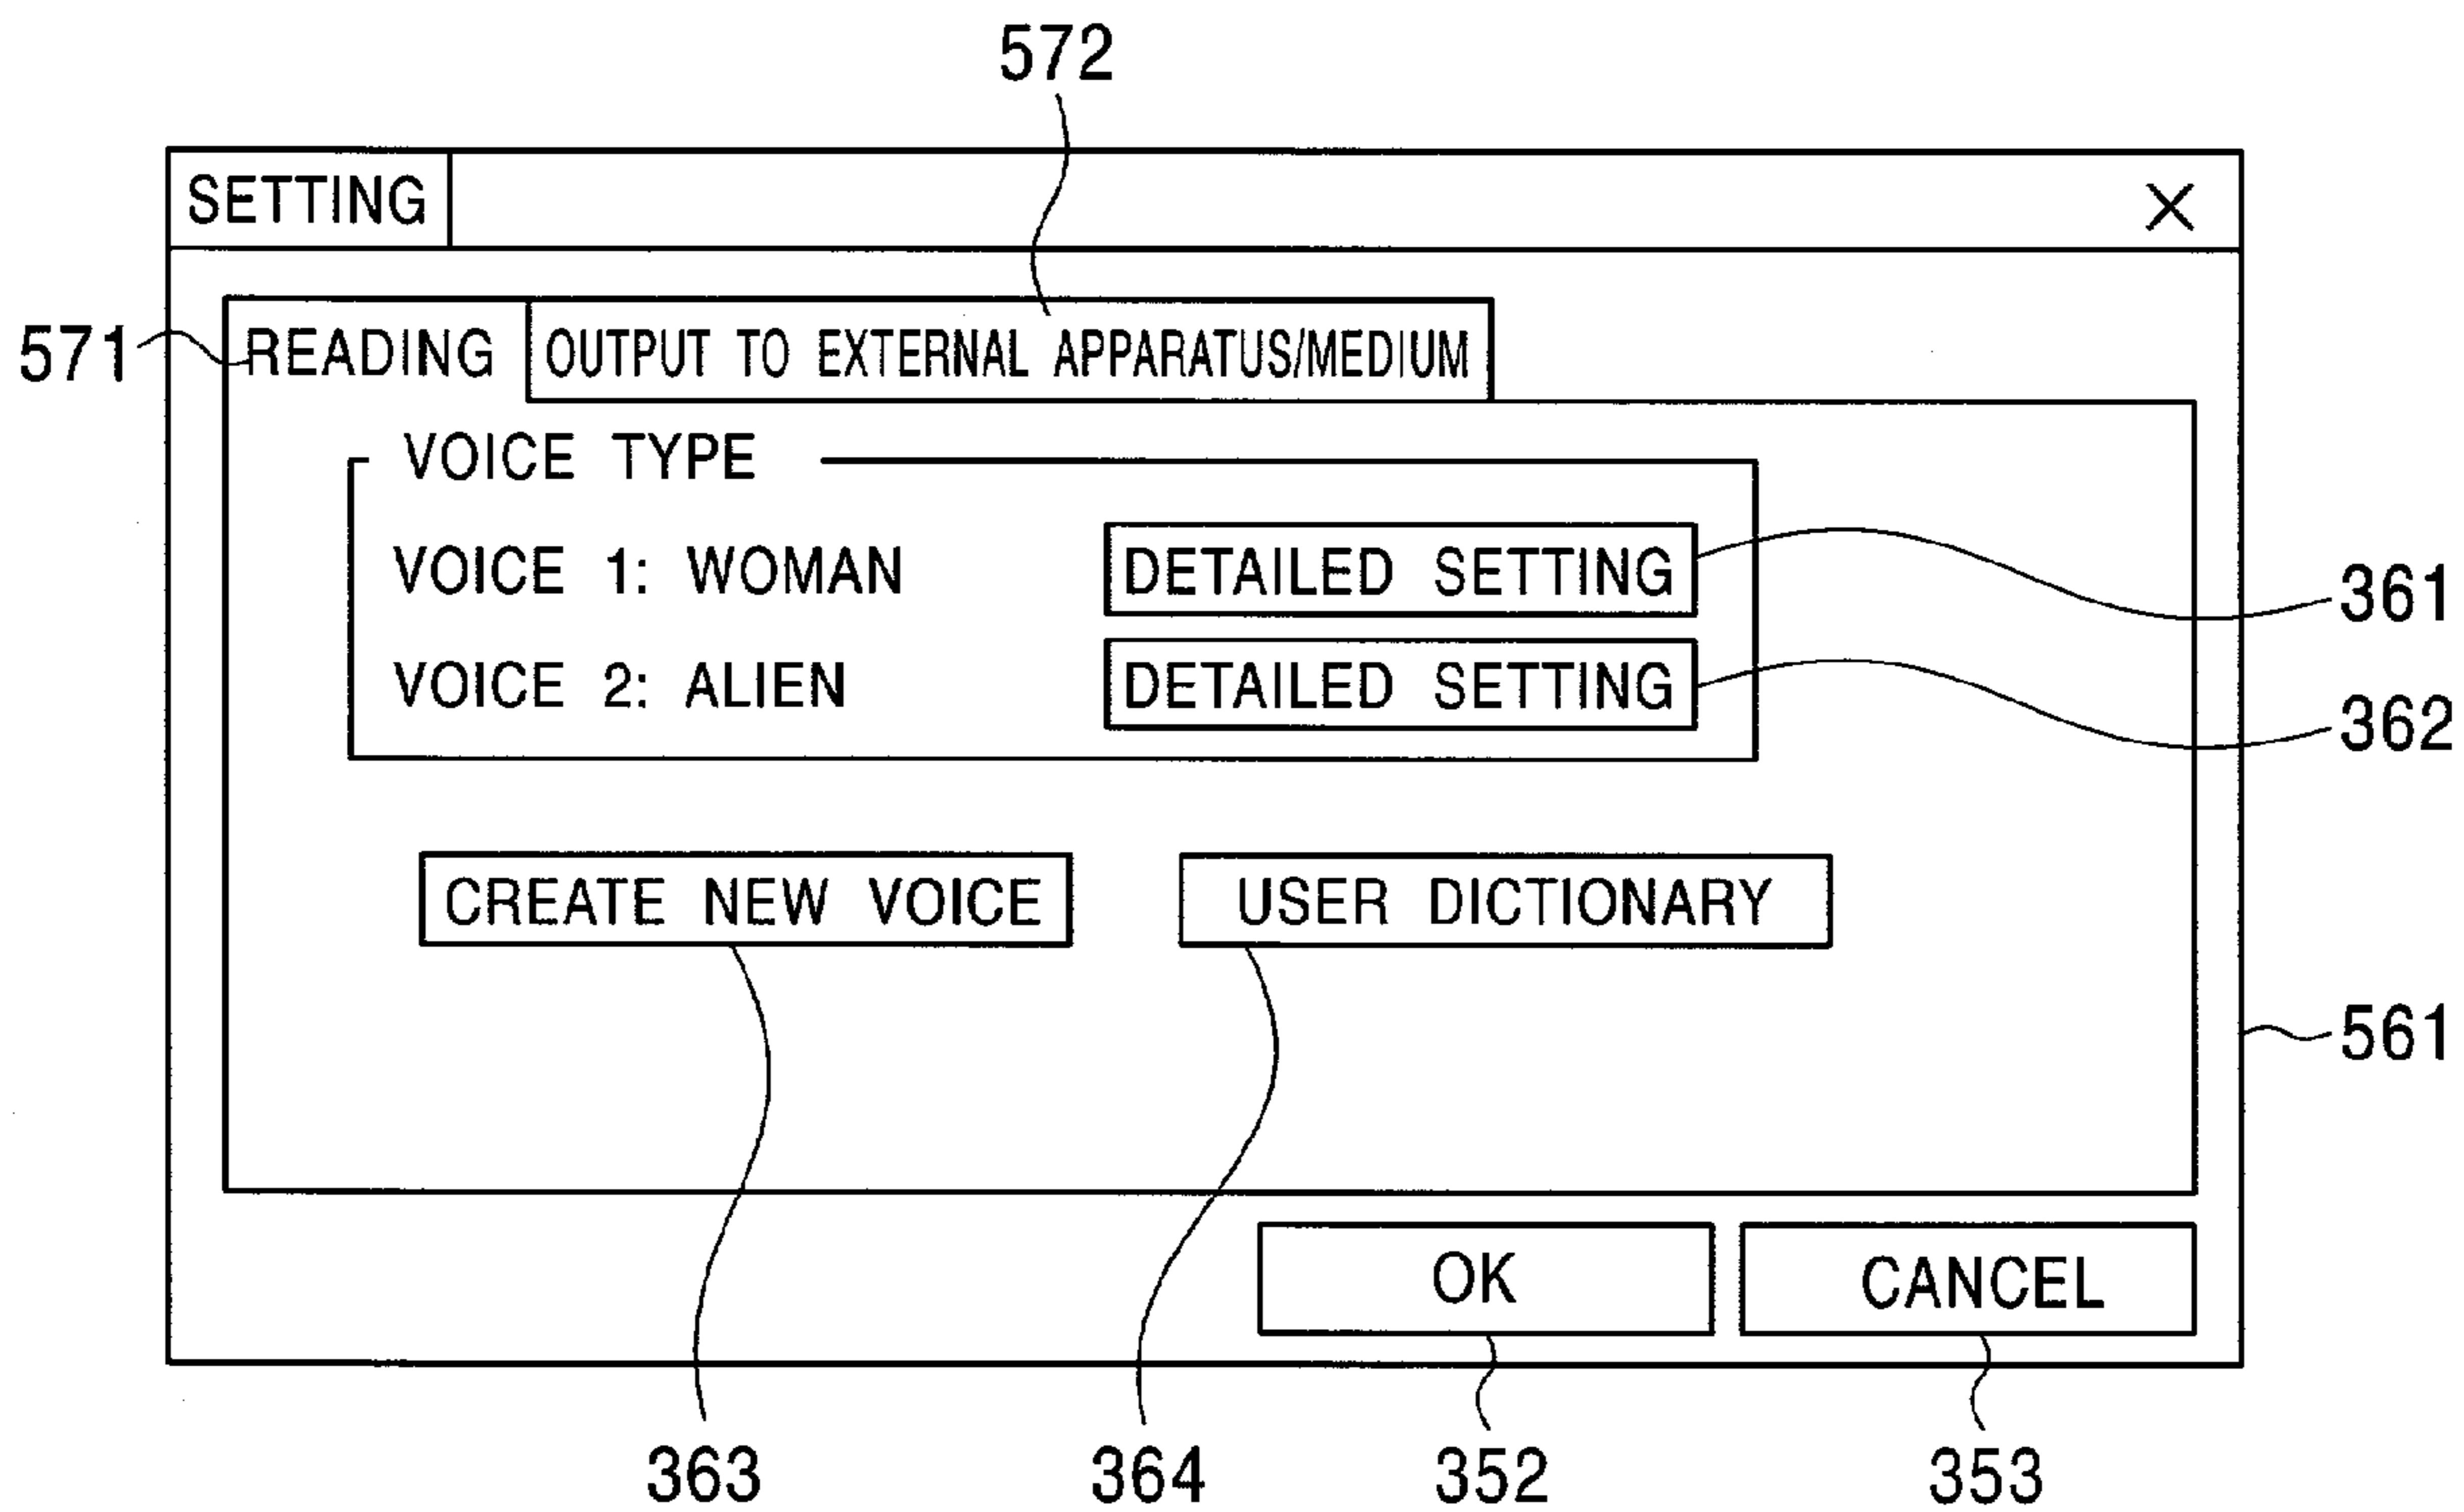 572
SETTING X
571 READING OUTPUT TO EXTERNAL APPARATUS/MEDIUM
VOICE TYPE
VOICE 1: WOMAN DETAILED SETTING 361
VOICE 2: ALIEN DETAILED SETTING 362
CREATE NEW VOICE USER DICTIONARY
561
OK CANCEL
363 364 352 353